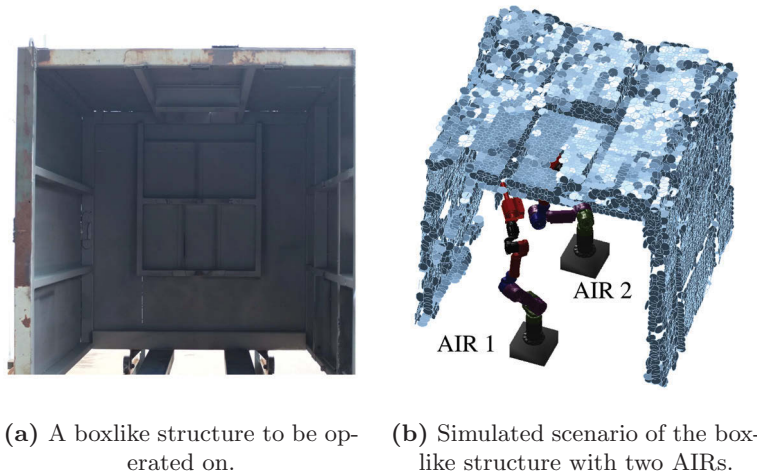 AIR 1
AIR 2
(a) A boxlike structure to be op-
erated on.
(b) Simulated scenario of the box-
like structure with two AIRs.